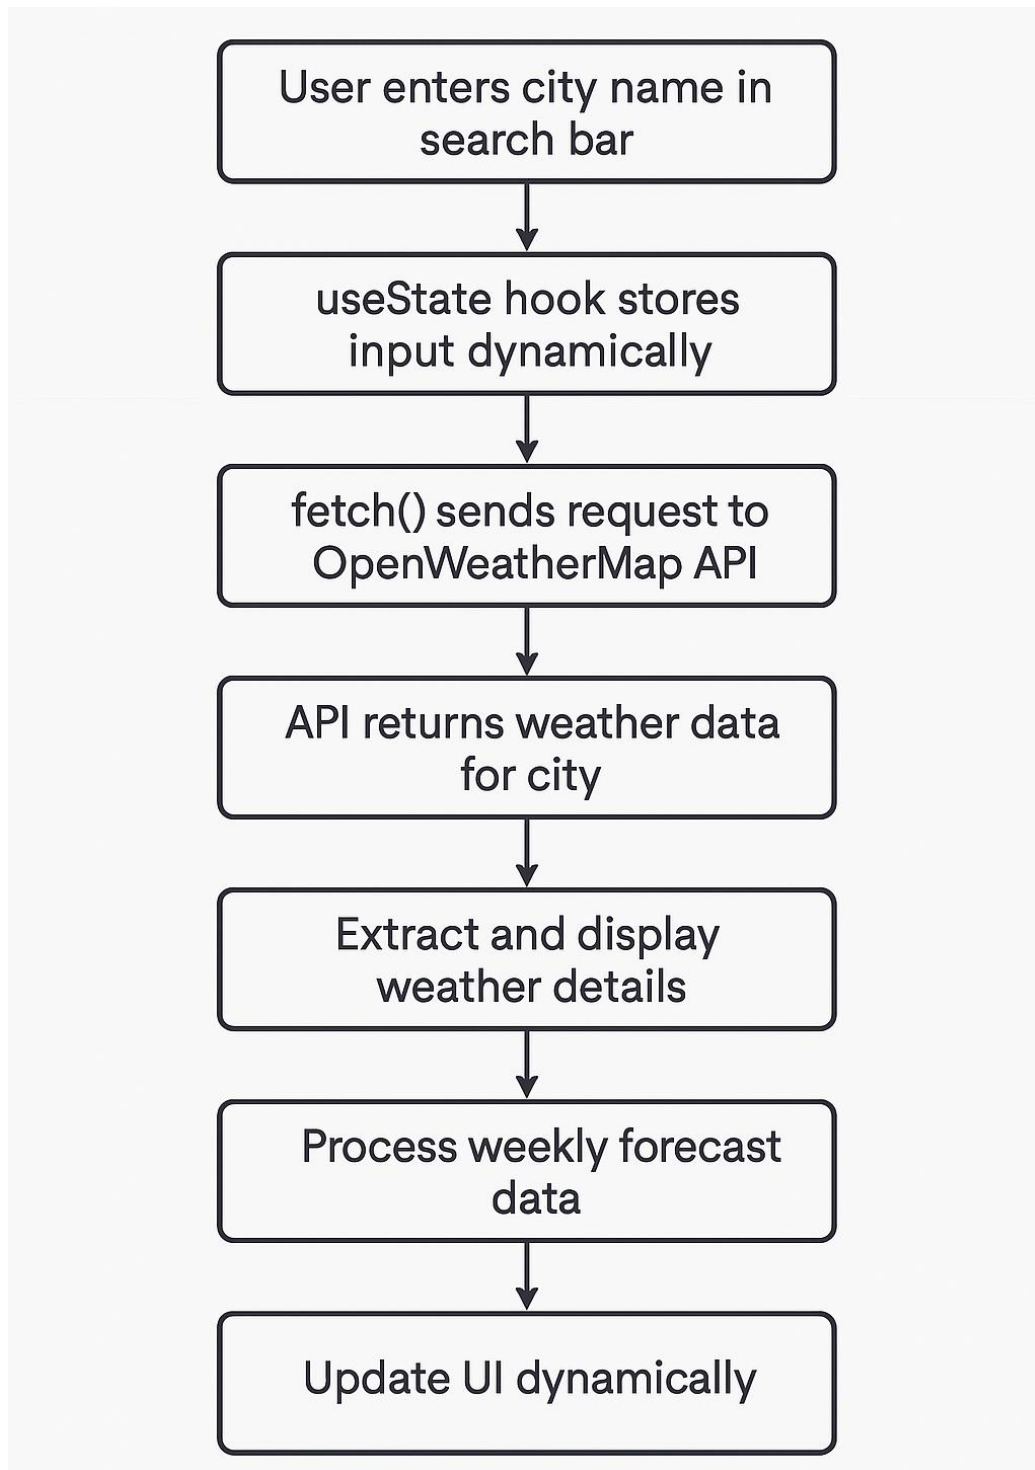 User enters city name in
search bar
useState hook stores
input dynamically
fetch() sends request to
OpenWeatherMap API
API returns weather data
for city
Extract and display
weather details
Process weekly forecast
data
Update UI dynamically